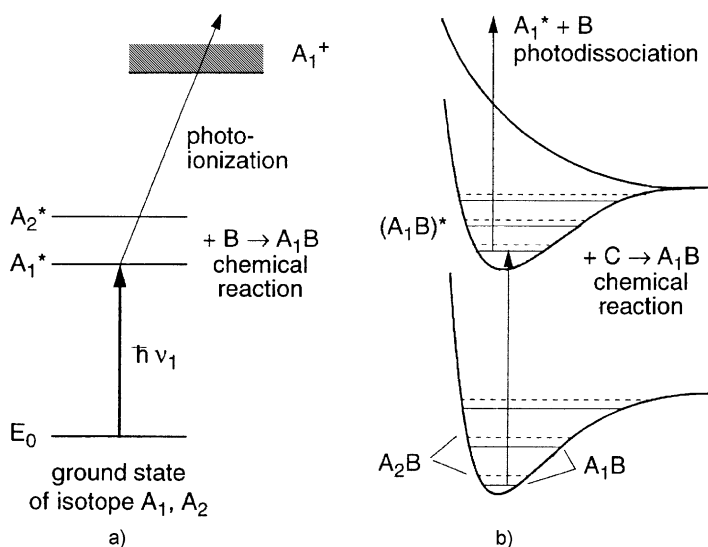 A₁⁺
photo-
ionization
A₂*
A₁*
+ B → A₁B
chemical
reaction
ħ ν₁
E₀
ground state
of isotope A₁, A₂
a)
A₁* + B
photodissociation
(A₁B)*
+ C → A₁B
chemical
reaction
A₂B
A₁B
b)